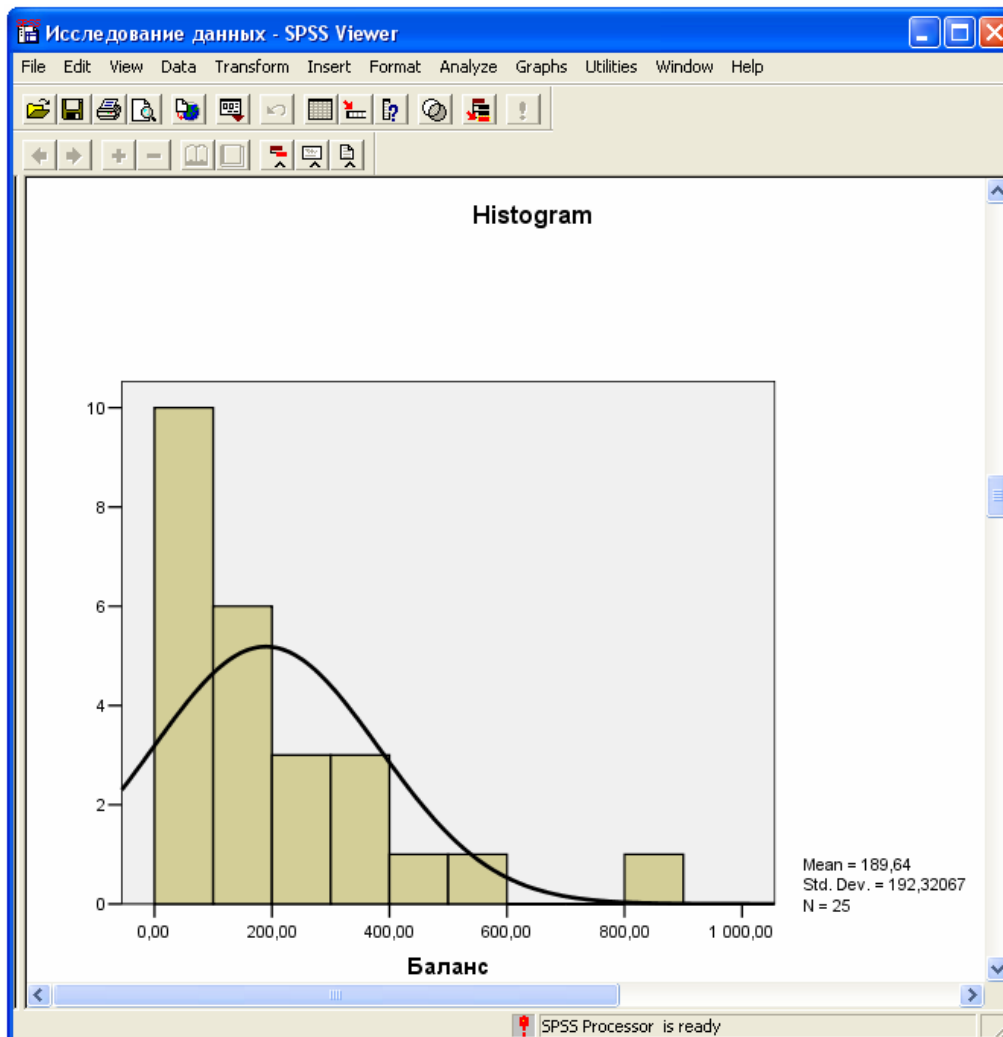 Исследование данных - SPSS Viewer
File Edit View Data Transform Insert Format Analyze Graphs Utilities Window Help
Histogram
10
8
6
4
2
0
0,00 200,00 400,00 600,00 800,00 1 000,00
Баланс
Mean = 189,64
Std. Dev. = 192,32067
N = 25
SPSS Processor is ready